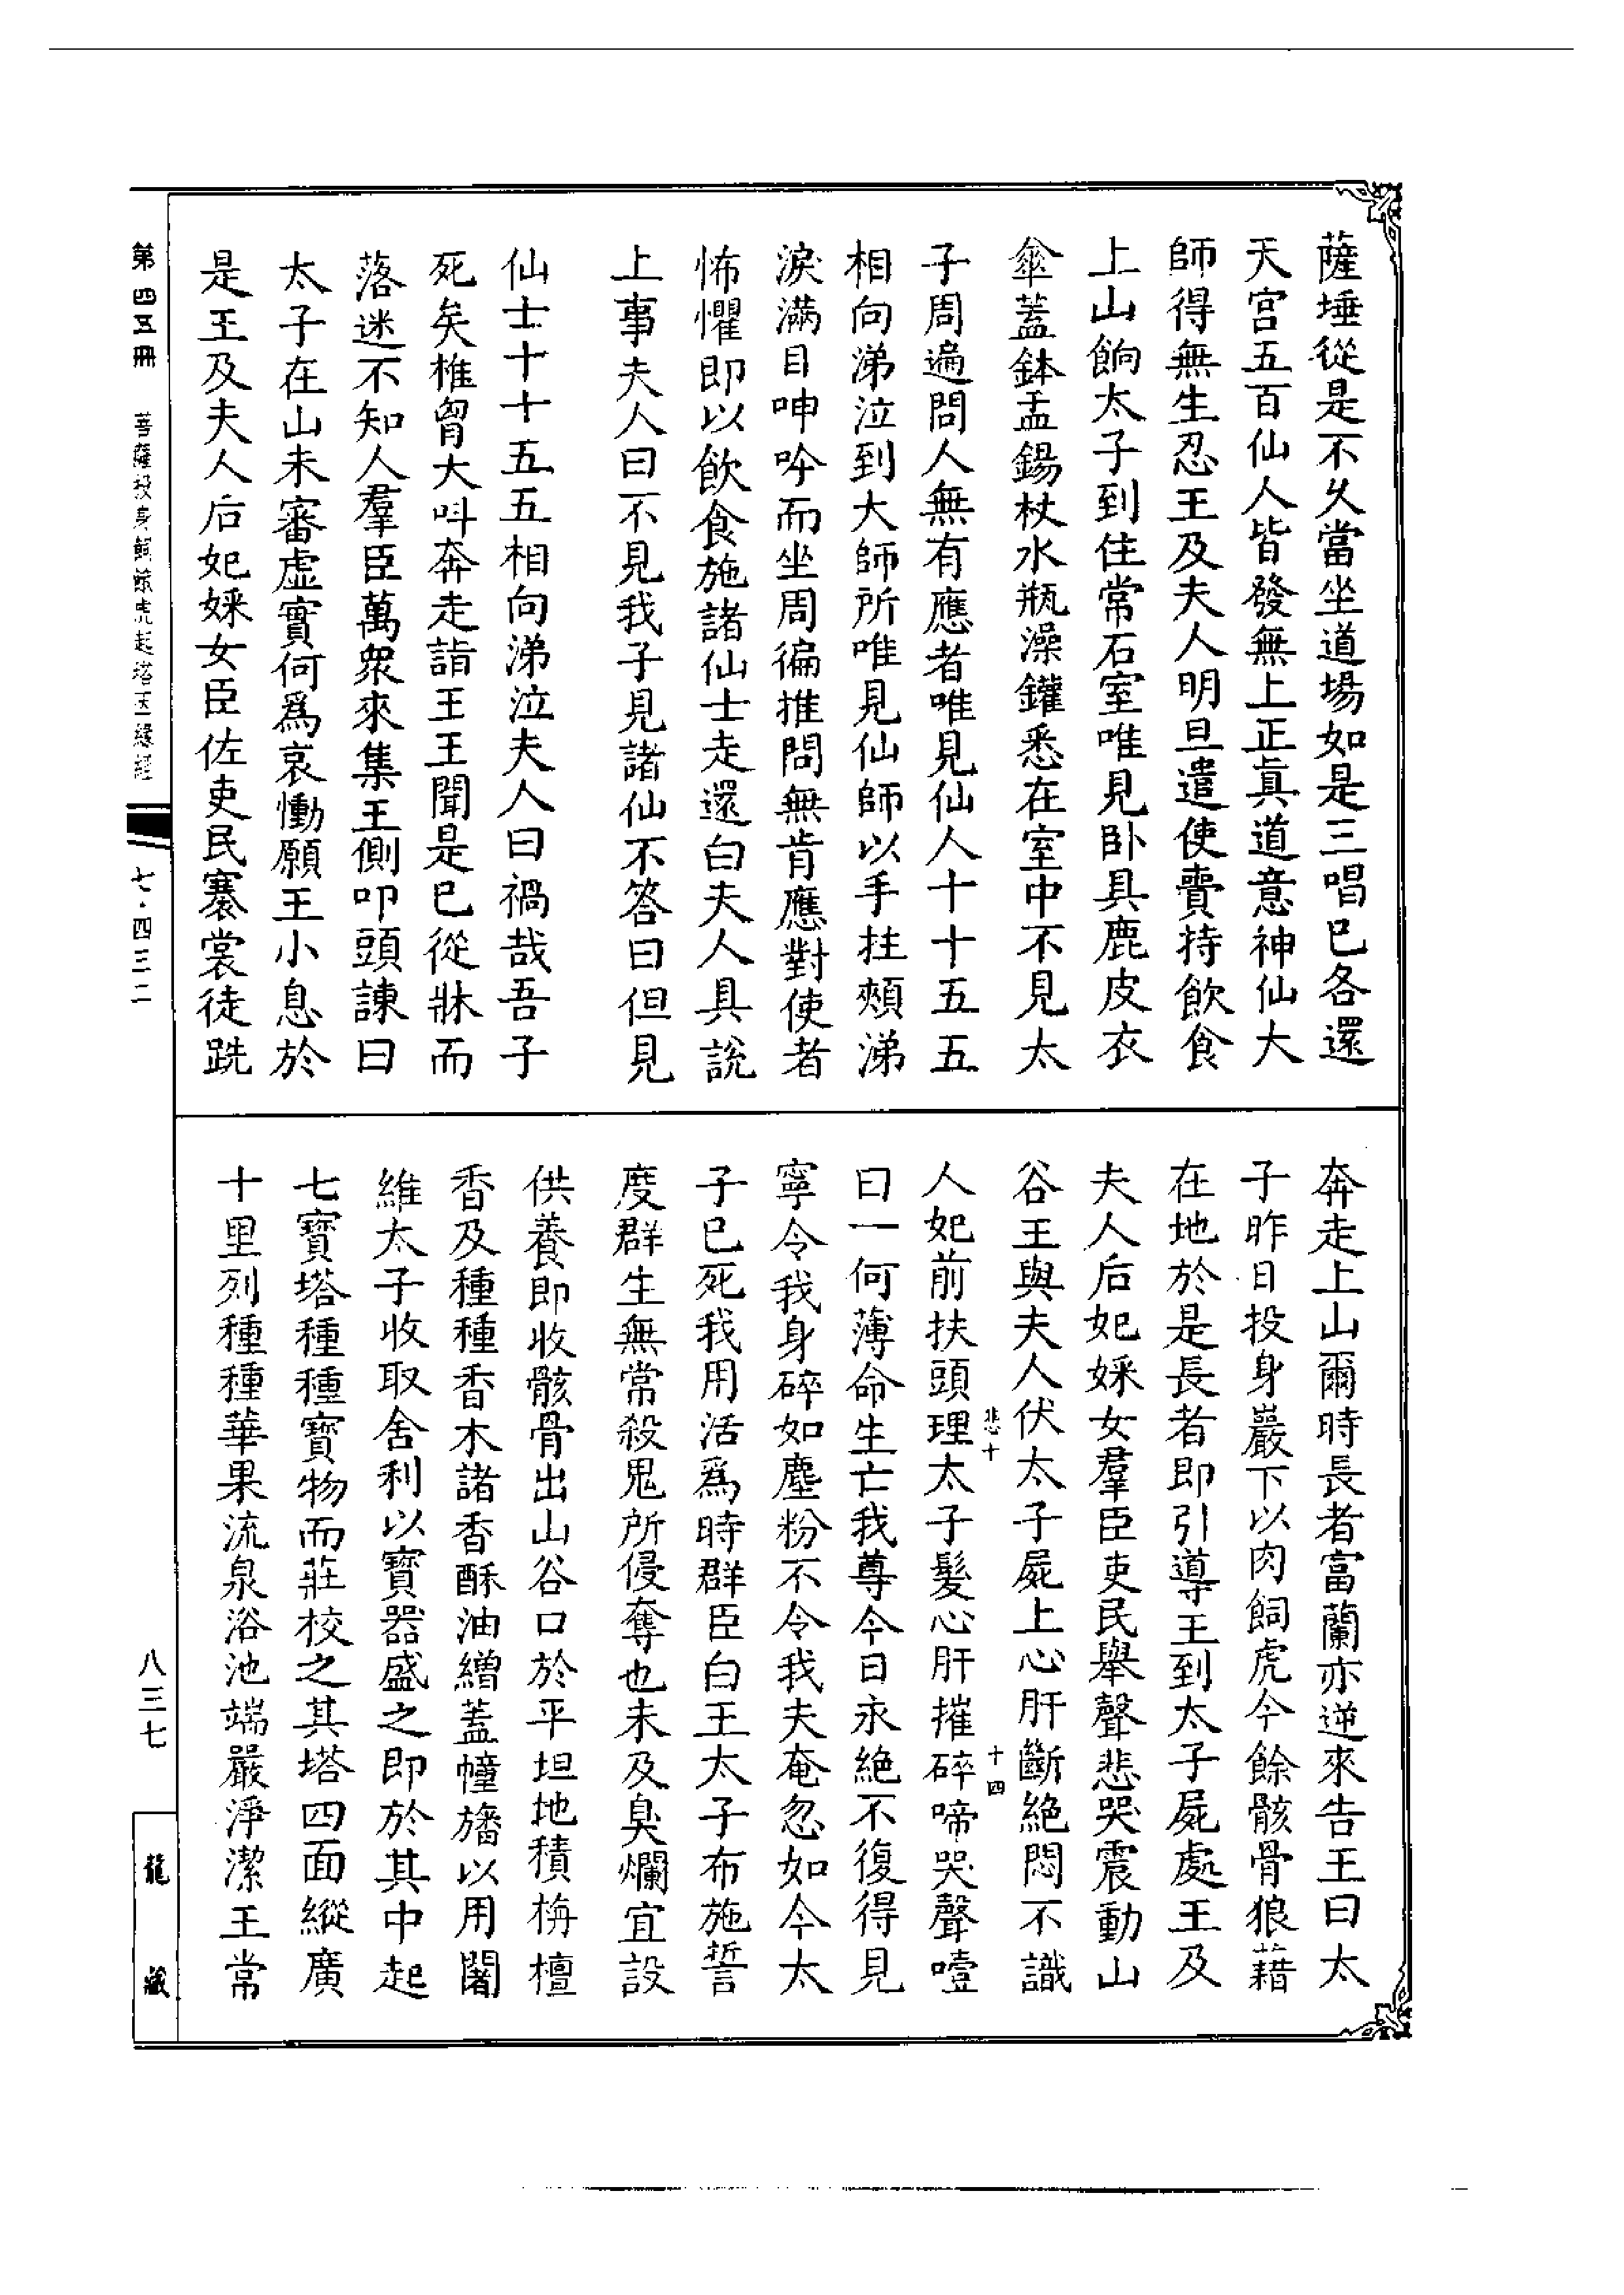 薩埵從是不久當坐道場如是三唱已各還
天宮五百仙人皆發無上正真道意神仙大
師得無生忍王及夫人明旦遣使賷持飲食
上山餉太子到住常石室唯見卧具鹿皮衣
傘蓋鉢盂錫杖水瓶澡鑵悉在室中不見太
子周遍問人無有應者唯見仙人十十五五
相向涕泣到大師所唯見仙師以手拄頰涕
淚滿目呻吟而坐周徧推問無肯應對使者
怖懼即以飲食施諸仙士走還白夫人具說
上事夫人曰不見我子見諸仙不答曰但見
仙士十十五五相向涕泣夫人曰禍哉吾子
死矣椎胷大呌奔走詣王王聞是已從牀而
落迷不知人羣臣萬衆來集王側叩頭諫曰
太子在山未審虛實何爲哀慟願王小息於
是王及夫人后妃婇女臣佐吏民褰裳徒跣
奔走上山爾時長者富蘭亦逆來告王曰太
子昨日投身巖下以肉飼虎今餘骸骨狼藉
在地於是長者即引導王到太子屍處王及
夫人后妃婇女羣臣吏民舉聲悲哭震動山
谷王與夫人伏太子屍上心肝斷絕悶不識
人妃前扶頭理太子髮心肝摧碎啼哭聲噎
曰一何薄命生亡我尊今日永絕不復得見
寧令我身碎如塵粉不令我夫奄忽如今太
子已死我用活爲時群臣白王太子布施誓
度群生無常殺鬼所侵奪也未及臭爛宜設
供養即收骸骨出山谷口於平坦地積栴檀
香及種種香木諸香酥油繒蓋幢旛以用闍
維太子收取舍利以寶器盛之即於其中起
七寶塔種種寶物而莊校之其塔四面縱廣
十里列種種華果流泉浴池端嚴淨潔王常
悲十
十四
第四五冊 菩薩投身飼餓虎起塔因緣經
七·四三二
八三七
龍藏